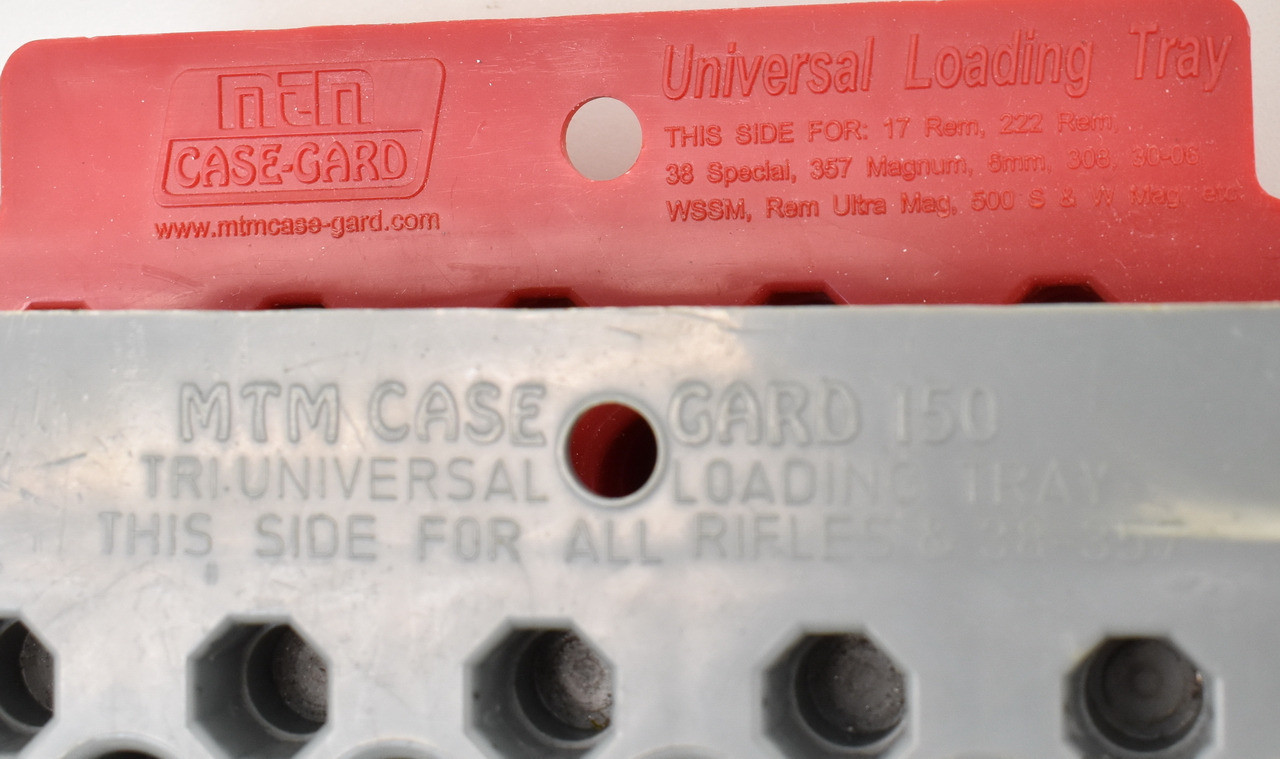 mtm
CASE-GARD
www.mtmcase-gard.com
Universal Loading Tray
THIS SIDE FOR: 17 Rem, 222 Rem,
38 Special, 357 Magnum, 6mm, 308, 30-06
WSSM, Rem Ultra Mag, 500 S & W Mag, etc.
MTM CASE GARD 150
TRI-UNIVERSAL LOADING TRAY
THIS SIDE FOR ALL RIFLES & 38-357